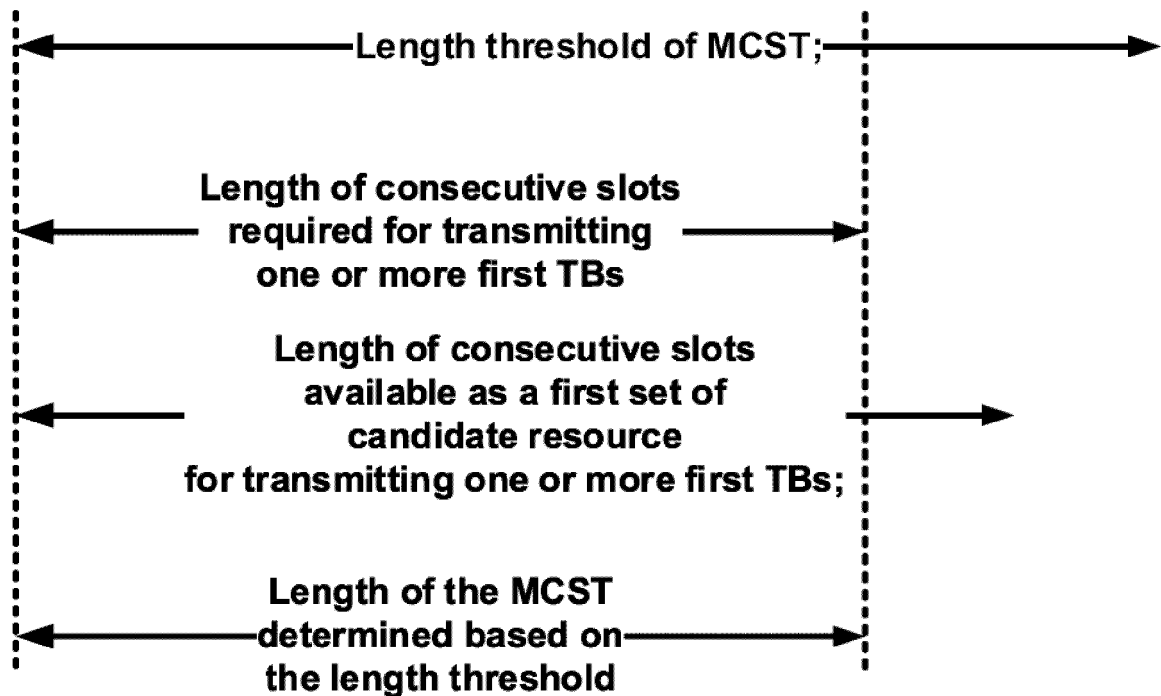 Length threshold of MCST;
Length of consecutive slots
required for transmitting
one or more first TBs
Length of consecutive slots
available as a first set of
candidate resource
for transmitting one or more first TBs;
Length of the MCST
determined based on
the length threshold